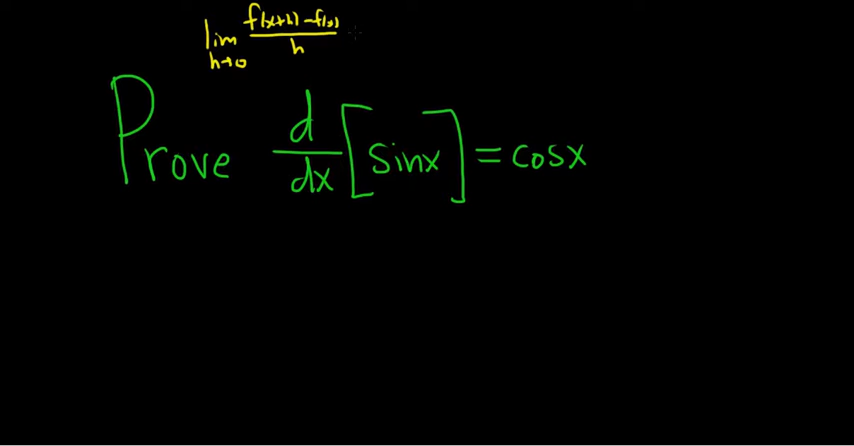 lim h→0 f(x+h) - f(x) / h
Prove d/dx [sinx] = cosx